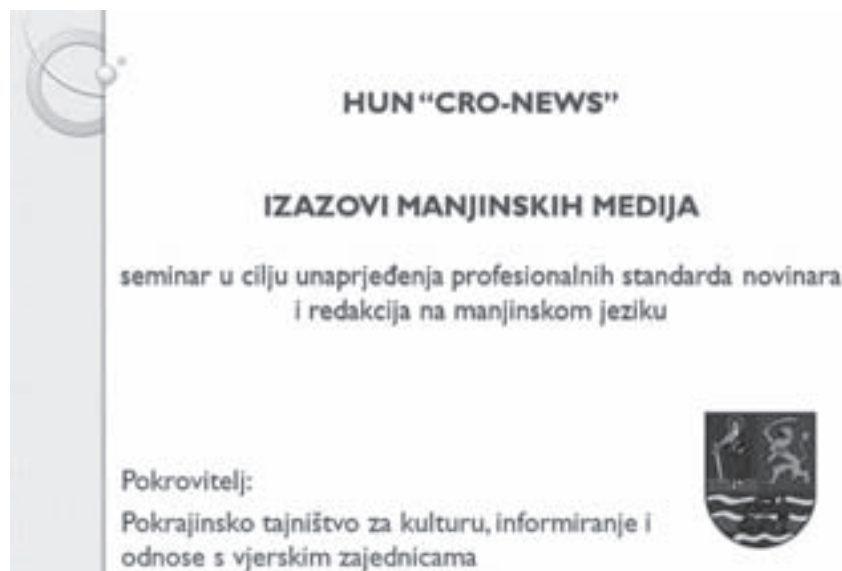 HUN “CRO-NEWS”
IZAZOVI MANJINSKIH MEDIJA
seminar u cilju unaprjeđenja profesionalnih standarda novinara
i redakcija na manjinskom jeziku
Pokrovitelj:
Pokrajinsko tajništvo za kulturu, informiranje i
odnose s vjerskim zajednicama